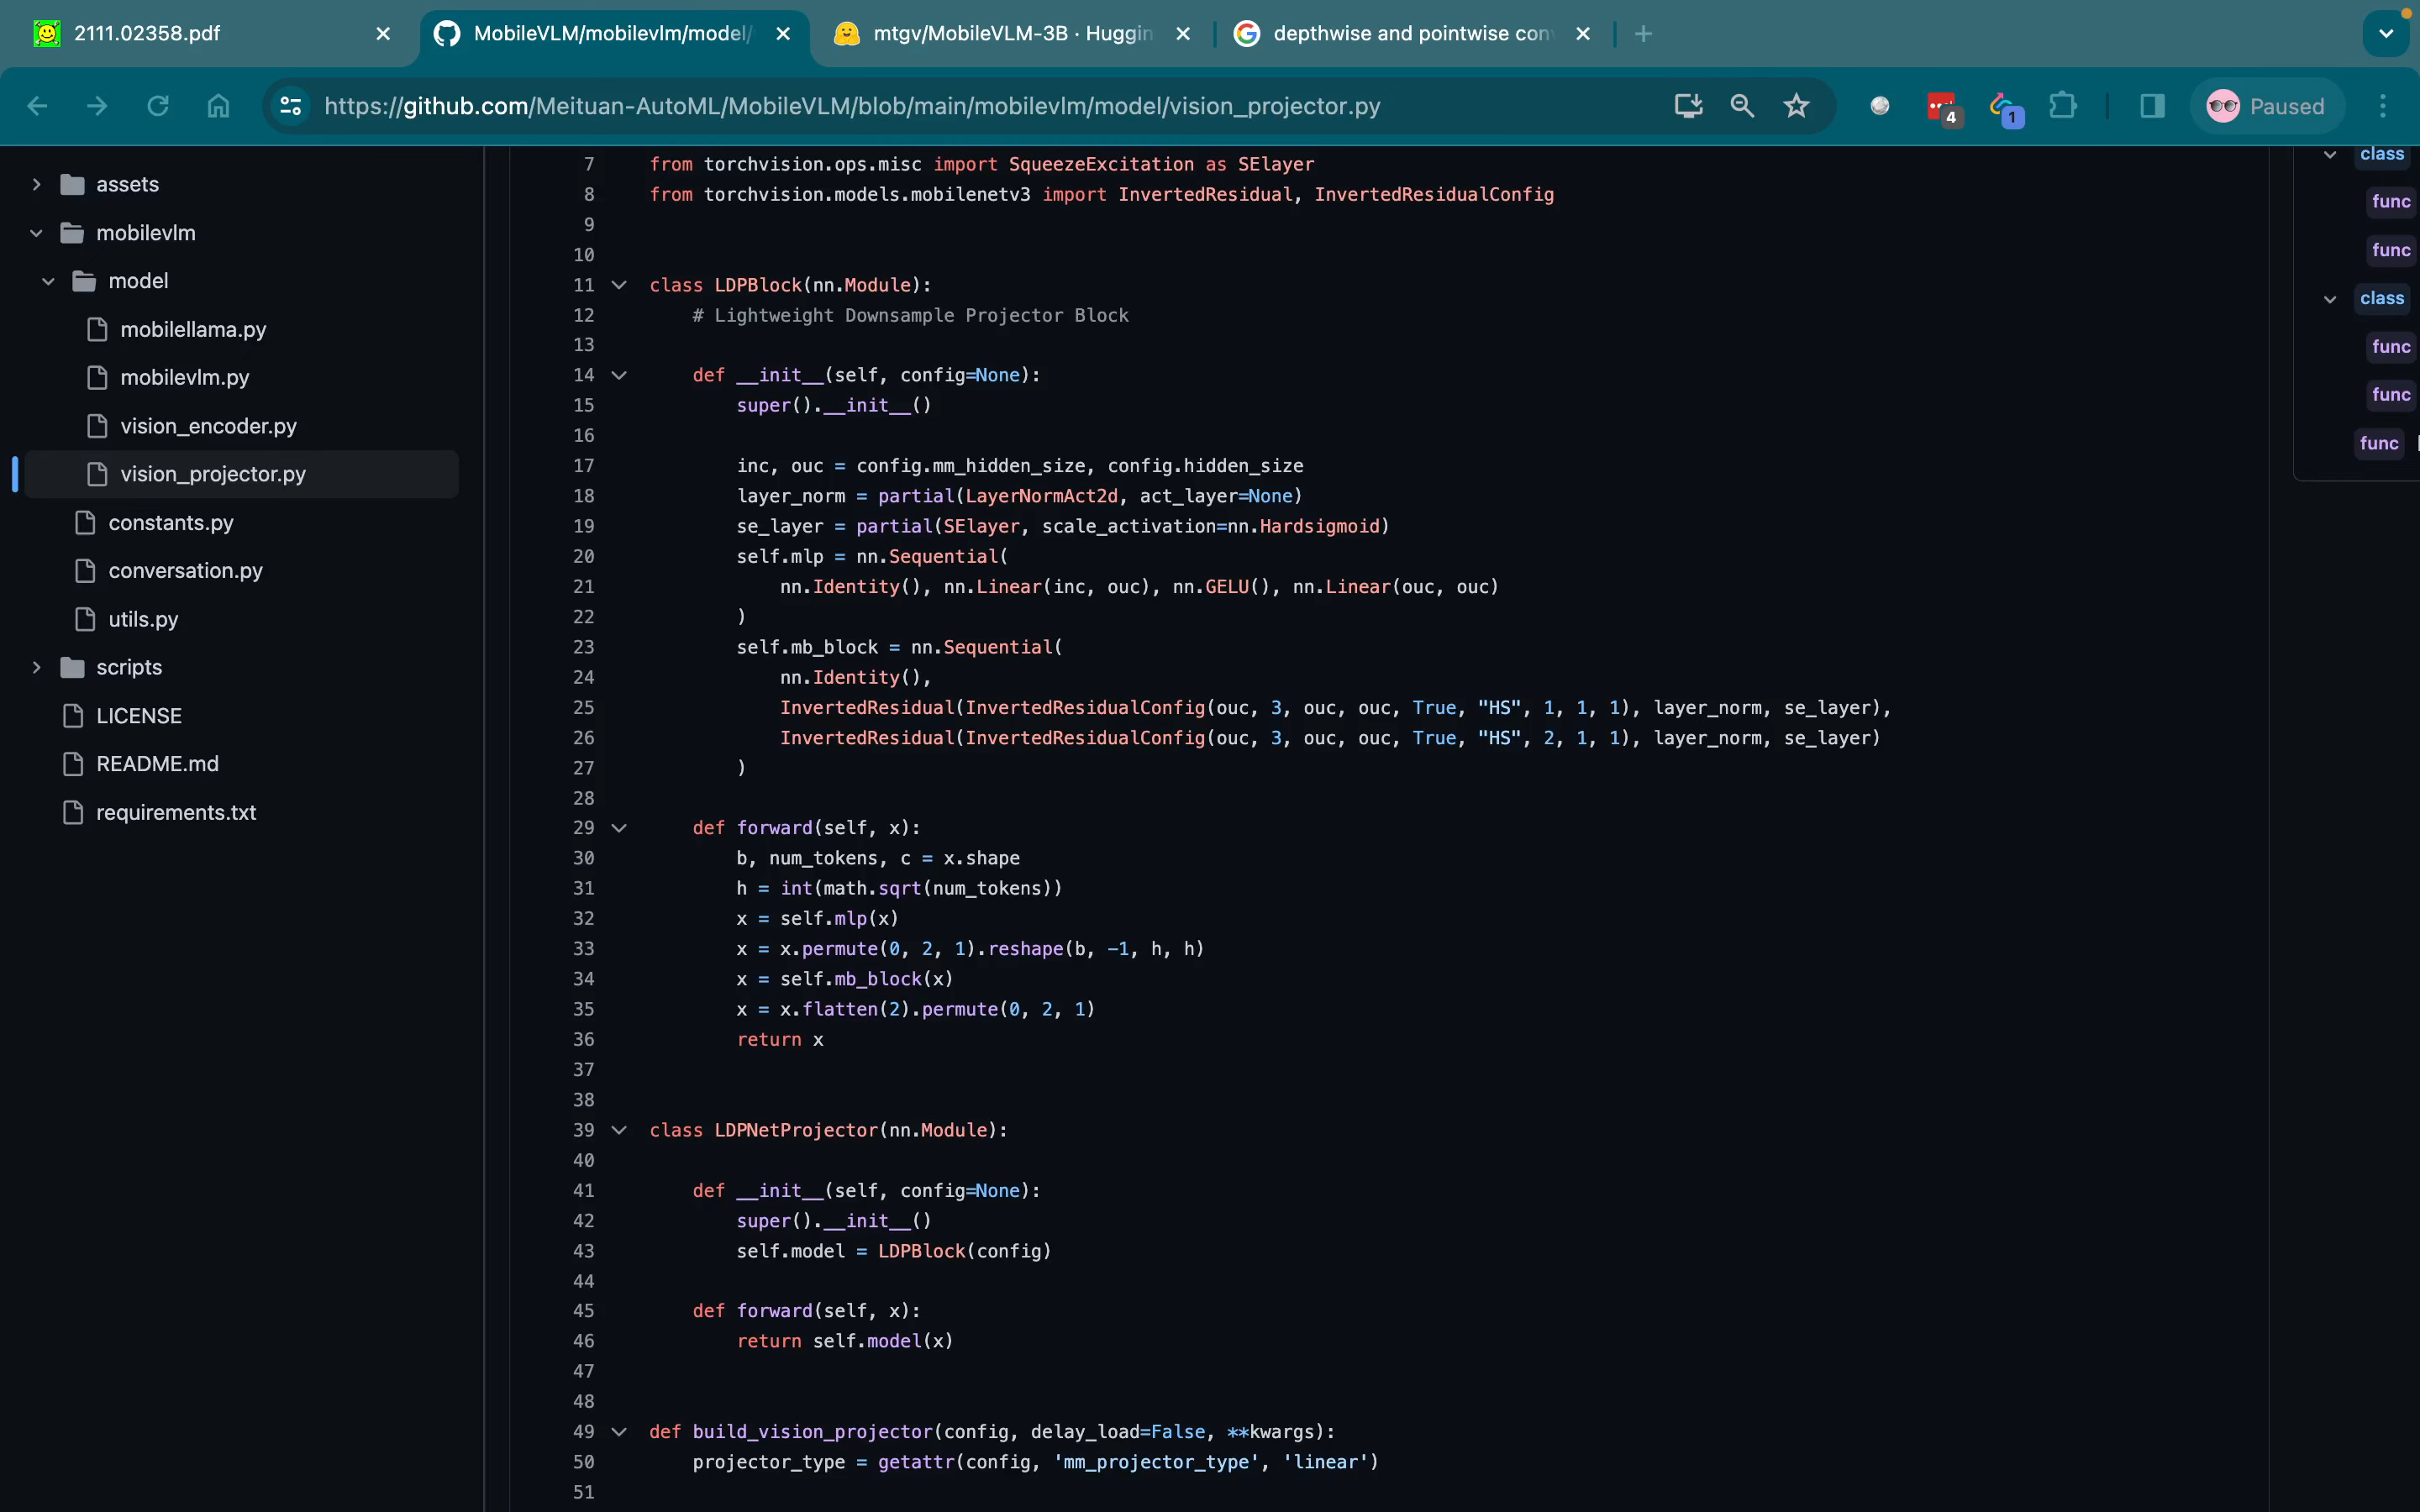 2111.02358.pdf
MobileVLM/mobilevlm/model/
mtgv/MobileVLM-3B · Huggin
depthwise and pointwise con
https://github.com/Meituan-AutoML/MobileVLM/blob/main/mobilevlm/model/vision_projector.py
4
1
Paused
assets
mobilevlm
model
mobilellama.py
mobilevlm.py
vision_encoder.py
vision_projector.py
constants.py
conversation.py
utils.py
scripts
LICENSE
README.md
requirements.txt
7 from torchvision.ops.misc import SqueezeExcitation as SElayer
8 from torchvision.models.mobilenetv3 import InvertedResidual, InvertedResidualConfig
9
10
11 class LDPBlock(nn.Module):
12 # Lightweight Downsample Projector Block
13
14 def __init__(self, config=None):
15 super().__init__()
16
17 inc, ouc = config.mm_hidden_size, config.hidden_size
18 layer_norm = partial(LayerNormAct2d, act_layer=None)
19 se_layer = partial(SElayer, scale_activation=nn.Hardsigmoid)
20 self.mlp = nn.Sequential(
21 nn.Identity(), nn.Linear(inc, ouc), nn.GELU(), nn.Linear(ouc, ouc)
22 )
23 self.mb_block = nn.Sequential(
24 nn.Identity(),
25 InvertedResidual(InvertedResidualConfig(ouc, 3, ouc, ouc, True, "HS", 1, 1, 1), layer_norm, se_layer),
26 InvertedResidual(InvertedResidualConfig(ouc, 3, ouc, ouc, True, "HS", 2, 1, 1), layer_norm, se_layer)
27 )
28
29 def forward(self, x):
30 b, num_tokens, c = x.shape
31 h = int(math.sqrt(num_tokens))
32 x = self.mlp(x)
33 x = x.permute(0, 2, 1).reshape(b, -1, h, h)
34 x = self.mb_block(x)
35 x = x.flatten(2).permute(0, 2, 1)
36 return x
37
38
39 class LDPNetProjector(nn.Module):
40
41 def __init__(self, config=None):
42 super().__init__()
43 self.model = LDPBlock(config)
44
45 def forward(self, x):
46 return self.model(x)
47
48
49 def build_vision_projector(config, delay_load=False, **kwargs):
50 projector_type = getattr(config, 'mm_projector_type', 'linear')
51
class
func
func
class
func
func
func